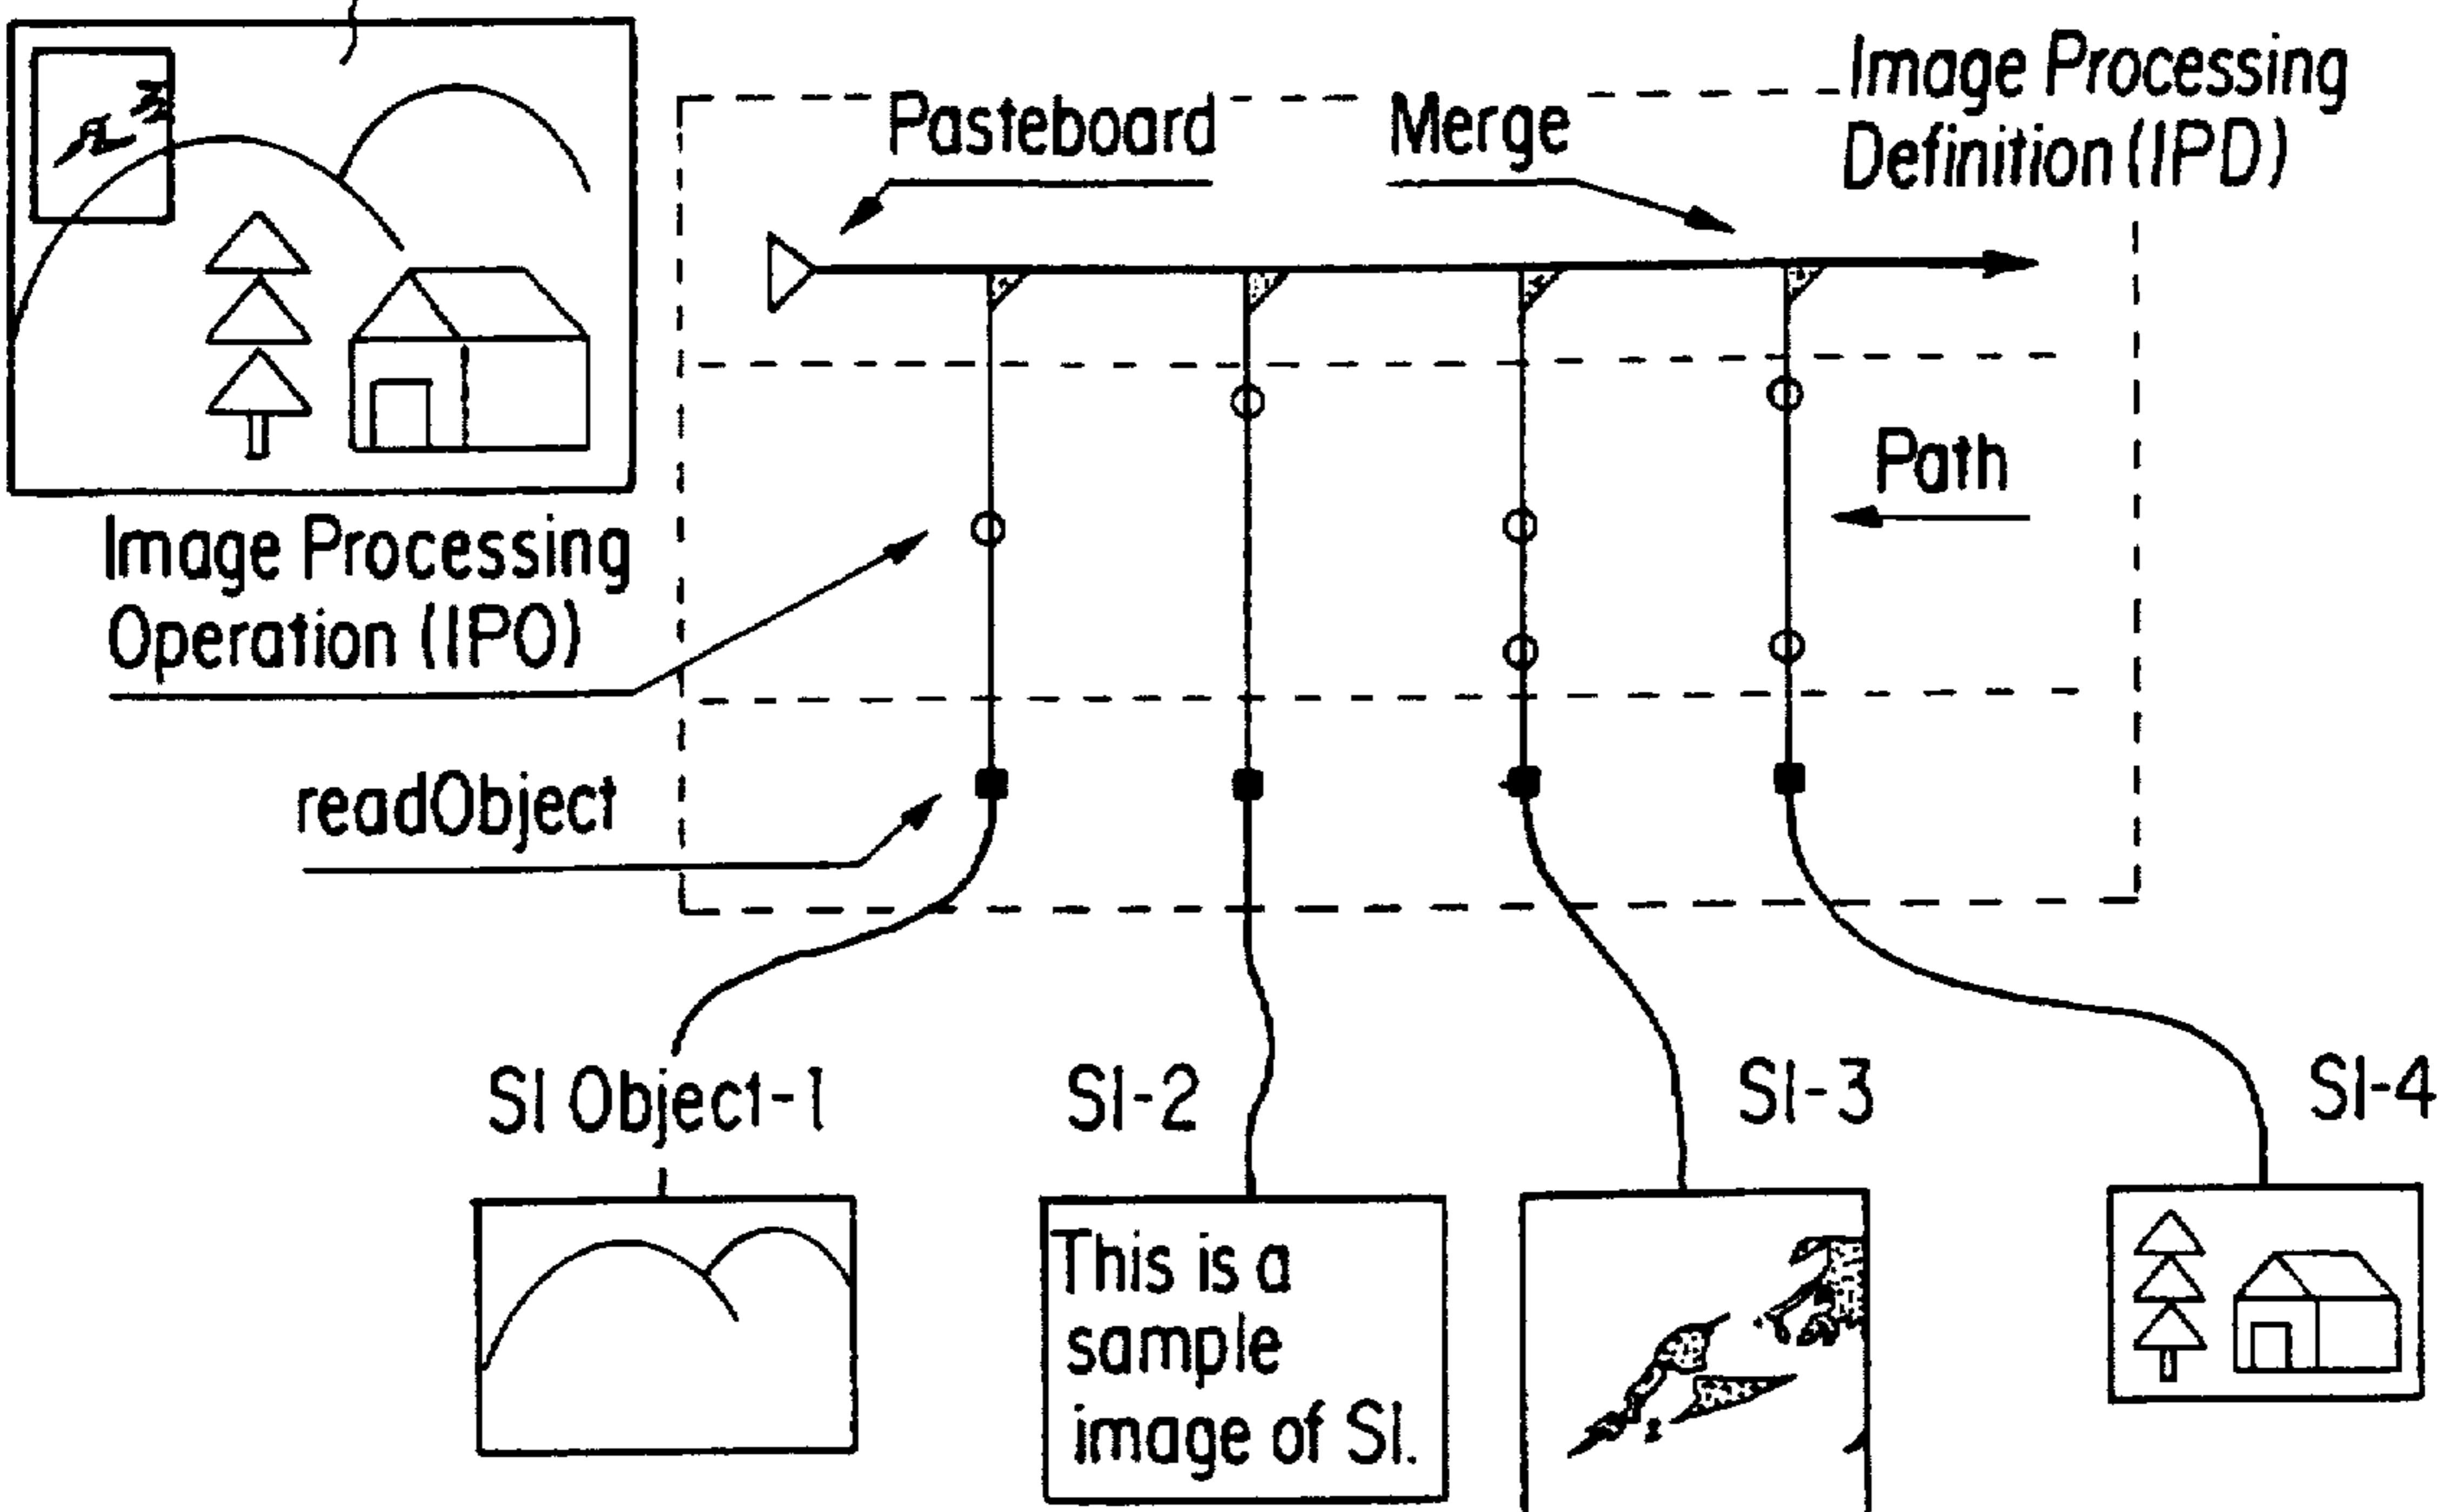 Pasteboard
Merge
Image Processing
Definition (IPD)
Path
Image Processing
Operation (IPO)
readObject
SI Object-1
SI-2
SI-3
SI-4
This is a
sample
image of SI.